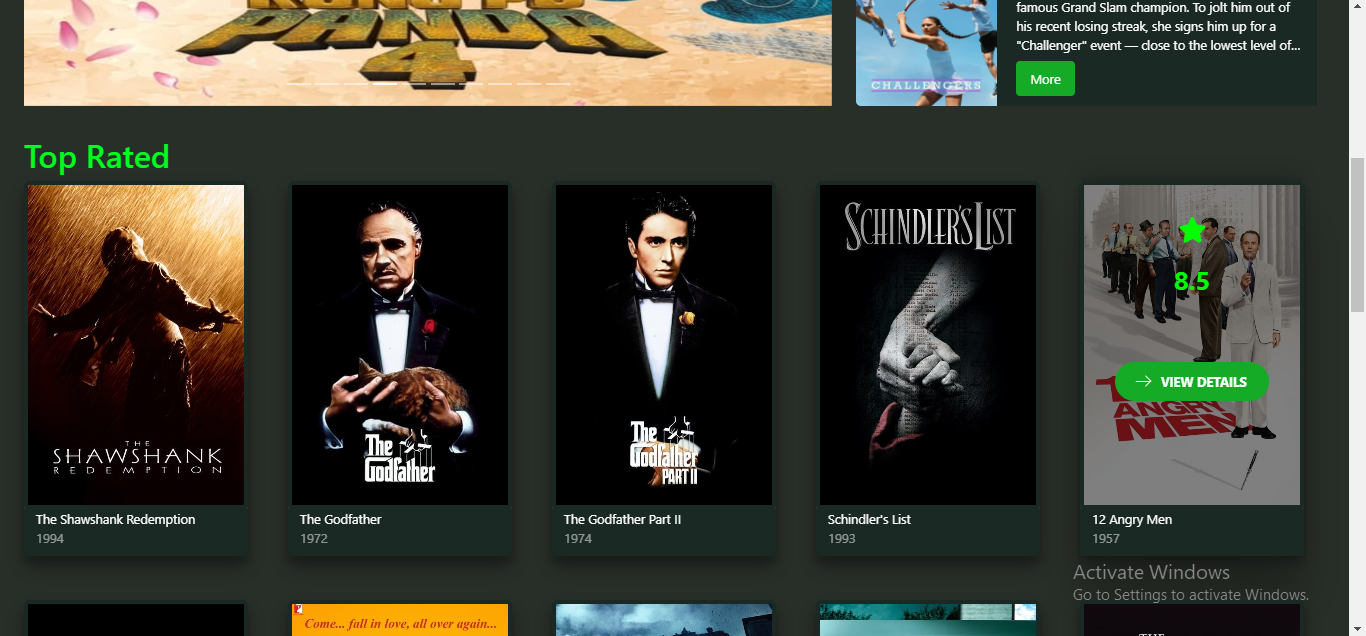 KUNG FU
PANDA
4
CHALLENGERS
famous Grand Slam champion. To jolt him out of
his recent losing streak, she signs him up for a
"Challenger" event — close to the lowest level of...
More
Top Rated
THE
SHAWSHANK
REDEMPTION
The Shawshank Redemption
1994
The
Godfather
The Godfather
1972
The
Godfather
PART II
The Godfather Part II
1974
SCHINDLER'S LIST
Schindler's List
1993
8.5
VIEW DETAILS
ANGRY
MEN
12 Angry Men
1957
Activate Windows
Go to Settings to activate Windows.
Come... fall in love, all over again...
THE